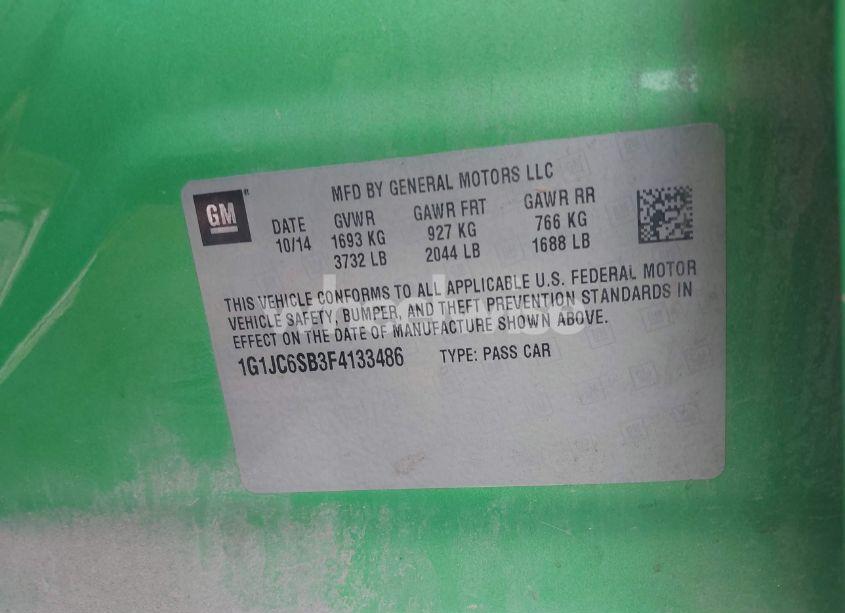 GM
MFD BY GENERAL MOTORS LLC
DATE GVWR GAWR FRT GAWR RR
10/14 1693 KG 927 KG 766 KG
3732 LB 2044 LB 1688 LB
THIS VEHICLE CONFORMS TO ALL APPLICABLE U.S. FEDERAL MOTOR
VEHICLE SAFETY, BUMPER, AND THEFT PREVENTION STANDARDS IN
EFFECT ON THE DATE OF MANUFACTURE SHOWN ABOVE.
1G1JC6SB3F4133486 TYPE: PASS CAR